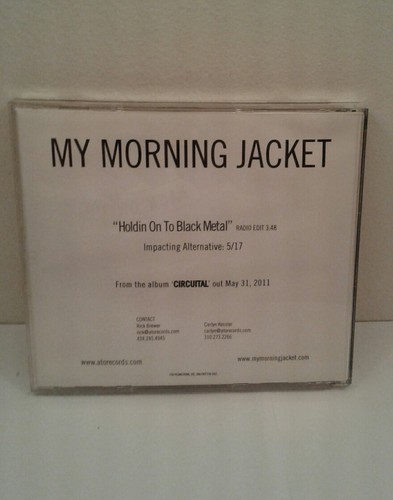 MY MORNING JACKET
"Holdin On To Black Metal" RADIO EDIT 3:48
Impacting Alternative: 5/17
From the album 'CIRCUITAL' out May 31, 2011
CONTACT
www.atorecords.com
www.mymorningjacket.com